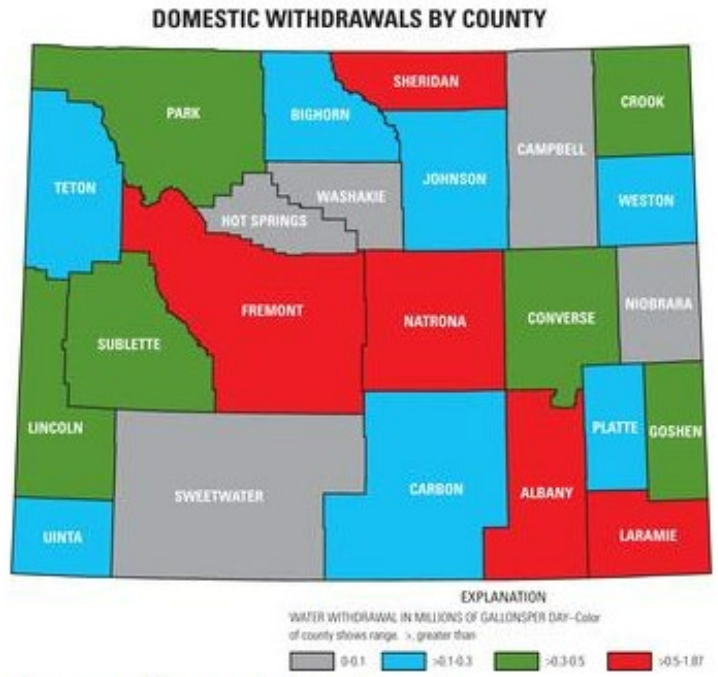 DOMESTIC WITHDRAWALS BY COUNTY
SHERIDAN
CROOK
PARK
BIGHORN
CAMPBELL
JOHNSON
TETON
WASHAKIE
WESTON
HOT SPRINGS
NIOBRARA
FREMONT
NATRONA
CONVERSE
SUBLETTE
LINCOLN
PLATTE
GOSHEN
SWEETWATER
CARBON
ALBANY
UINTA
LARAMIE
EXPLANATION
WATER WITHDRAWAL IN MILLIONS OF GALLONSPER DAY–Color
of county shows range. >, greater than
0-0.1 >0.1-0.3 >0.3-0.5 >0.5-1.87